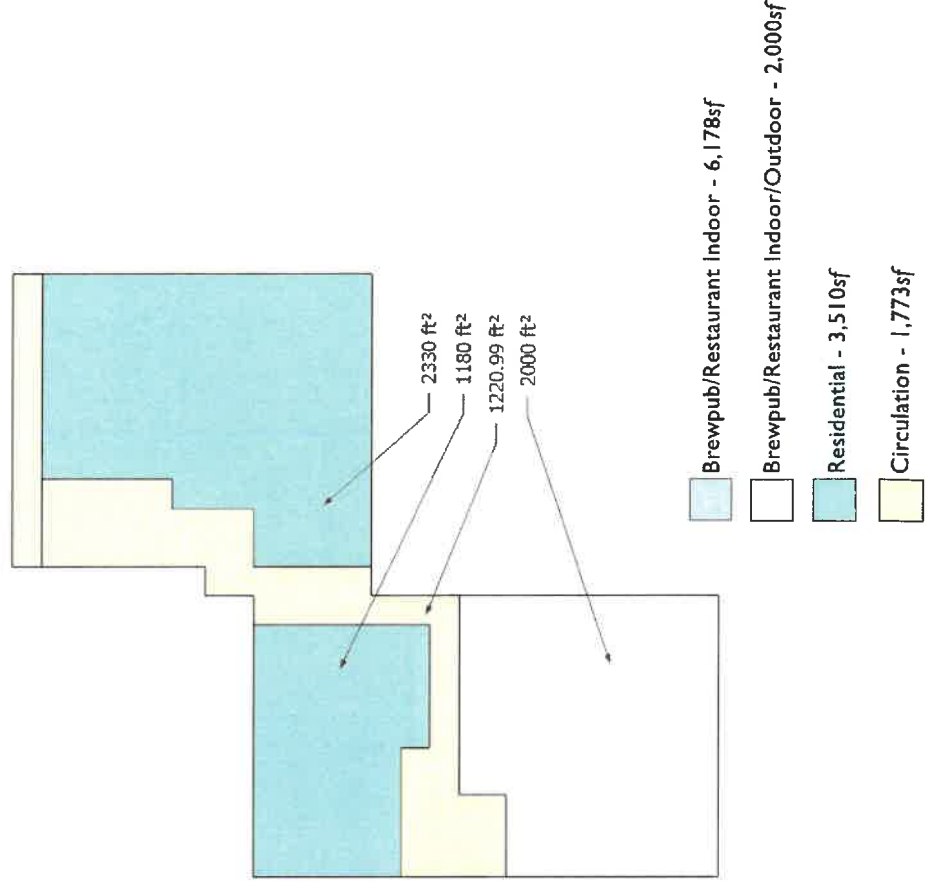 2330 ft²
1180 ft²
1220.99 ft²
2000 ft²
Brewpub/Restaurant Indoor - 6,178sf
Brewpub/Restaurant Indoor/Outdoor - 2,000sf
Residential - 3,510sf
Circulation - 1,773sf